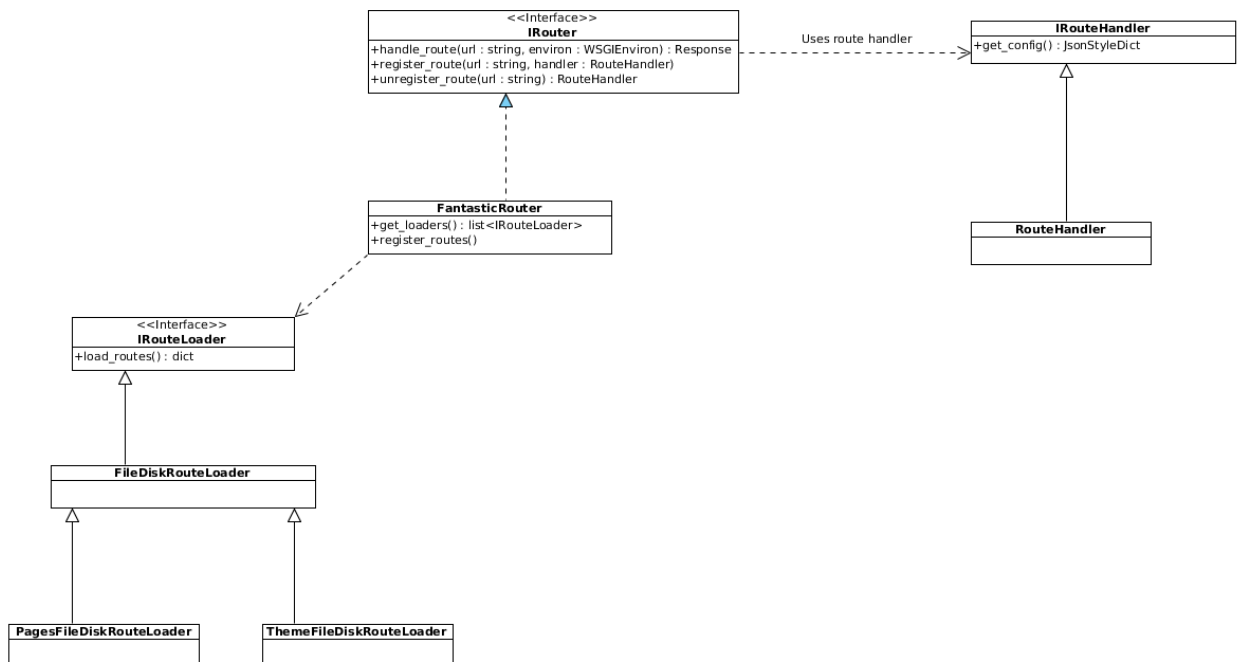 <<Interface>>
IRouter
+handle_route(url : string, environ : WSGIEnviron) : Response
+register_route(url : string, handler : RouteHandler)
+unregister_route(url : string) : RouteHandler
Uses route handler
IRouteHandler
+get_config() : JsonStyleDict
FantasticRouter
+get_loaders() : list<IRouteLoader>
+register_routes()
RouteHandler
<<Interface>>
IRouteLoader
+load_routes() : dict
FileDiskRouteLoader
PagesFileDiskRouteLoader
ThemeFileDiskRouteLoader